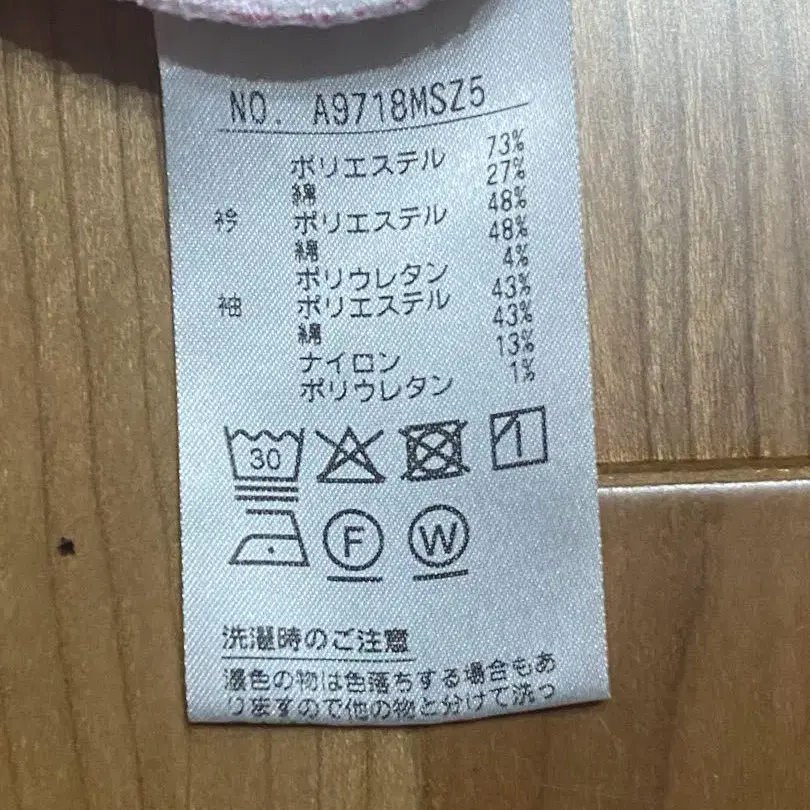 NO. A9718MSZ5
ポリエステル 73%
綿 27%
衿 ポリエステル 48%
綿 48%
ポリウレタン 4%
袖 ポリエステル 43%
綿 43%
ナイロン 13%
ポリウレタン 1%
30
F W
洗濯時のご注意
濃色の物は色落ちする場合もあ
りますので他の物と分けて洗っ